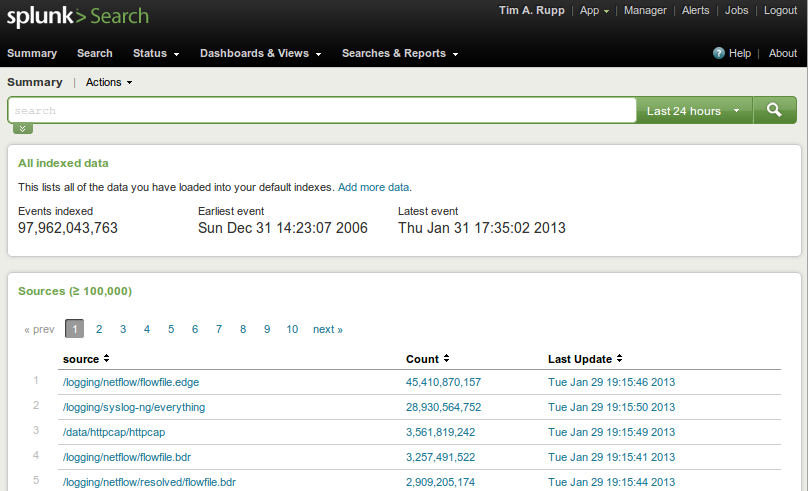 splunk> Search
Tim A. Rupp | App | Manager | Alerts | Jobs | Logout
Summary Search Status Dashboards & Views Searches & Reports ? Help | About
Summary | Actions
search Last 24 hours
All indexed data
This lists all of the data you have loaded into your default indexes. Add more data.
Events indexed Earliest event Latest event
97,962,043,763 Sun Dec 31 14:23:07 2006 Thu Jan 31 17:35:02 2013
Sources (≥ 100,000)
« prev 1 2 3 4 5 6 7 8 9 10 next »
source Count Last Update
1 /logging/netflow/flowfile.edge 45,410,870,157 Tue Jan 29 19:15:46 2013
2 /logging/syslog-ng/everything 28,930,564,752 Tue Jan 29 19:15:50 2013
3 /data/httpcap/httpcap 3,561,819,242 Tue Jan 29 19:15:49 2013
4 /logging/netflow/flowfile.bdr 3,257,491,522 Tue Jan 29 19:15:41 2013
5 /logging/netflow/resolved/flowfile.bdr 2,909,205,174 Tue Jan 29 19:15:44 2013